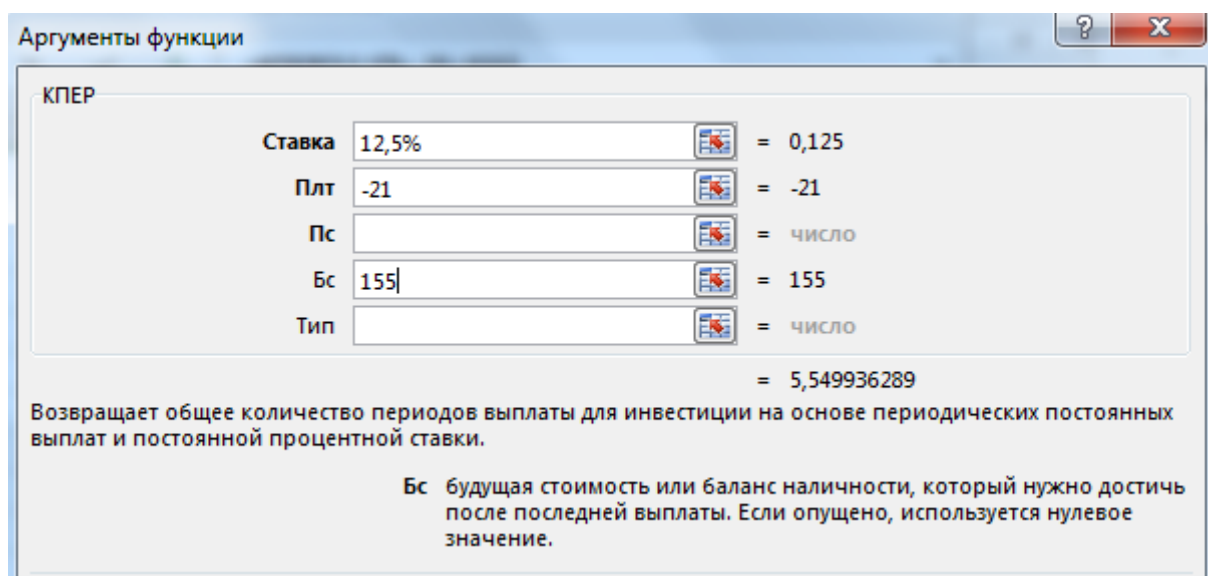 Аргументы функции
КПЕР
Ставка 12,5% = 0,125
Плт -21 = -21
Пс = число
Бс 155 = 155
Тип = число
= 5,549936289
Возвращает общее количество периодов выплаты для инвестиции на основе периодических постоянных
выплат и постоянной процентной ставки.
Бс будущая стоимость или баланс наличности, который нужно достичь
после последней выплаты. Если опущено, используется нулевое
значение.